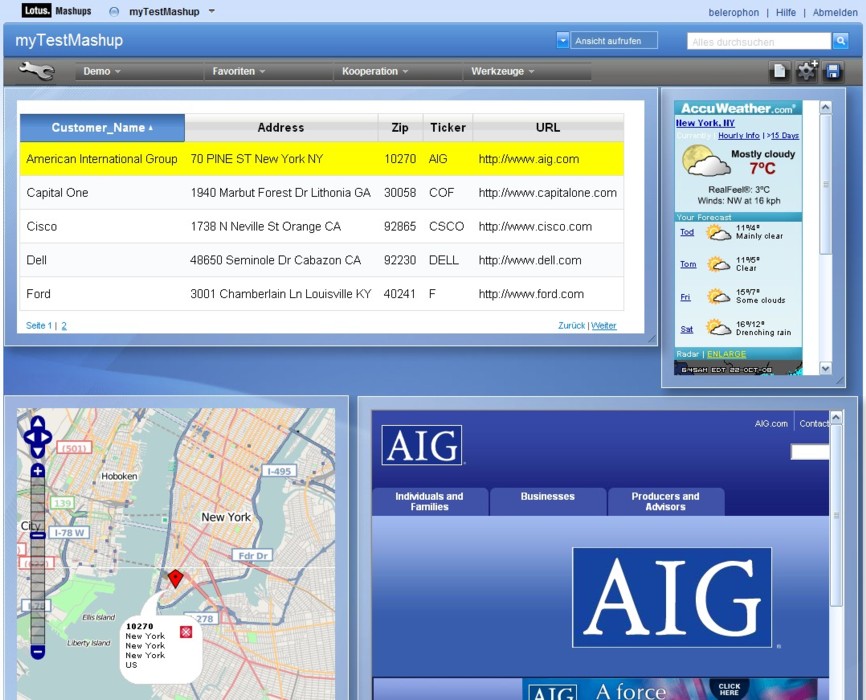 Lotus. Mashups myTestMashup
belerophon | Hilfe | Abmelden
myTestMashup
Ansicht aufrufen
Alles durchsuchen
Demo Favoriten Kooperation Werkzeuge
Customer_Name Address Zip Ticker URL
American International Group 70 PINE ST New York NY 10270 AIG http://www.aig.com
Capital One 1940 Marbut Forest Dr Lithonia GA 30058 COF http://www.capitalone.com
Cisco 1738 N Neville St Orange CA 92865 CSCO http://www.cisco.com
Dell 48650 Seminole Dr Cabazon CA 92230 DELL http://www.dell.com
Ford 3001 Chamberlain Ln Louisville KY 40241 F http://www.ford.com
Seite 1 | 2
Zurück | Weiter
AccuWeather.com®
New York, NY
Currently Hourly Info | >15 Days
Mostly cloudy
7°C
RealFeel®: 3°C
Winds: NW at 16 kph
Your Forecast
Tod 11°/4°
Mainly clear
Tom 11°/5°
Clear
Fri 15°/7°
Some clouds
Sat 16°/12°
Drenching rain
Radar | ENLARGE
6:45AM EDT 22-OCT-08
(501)
Hoboken
I-495
139
New York
City
I-78 W
Fdr Dr
278
Ellis Island
Liberty Island
10270
New York
New York
New York
US
AIG.com Contact
AIG
Individuals and
Families
Businesses
Producers and
Advisors
AIG
AIG A force
CLICK
HERE